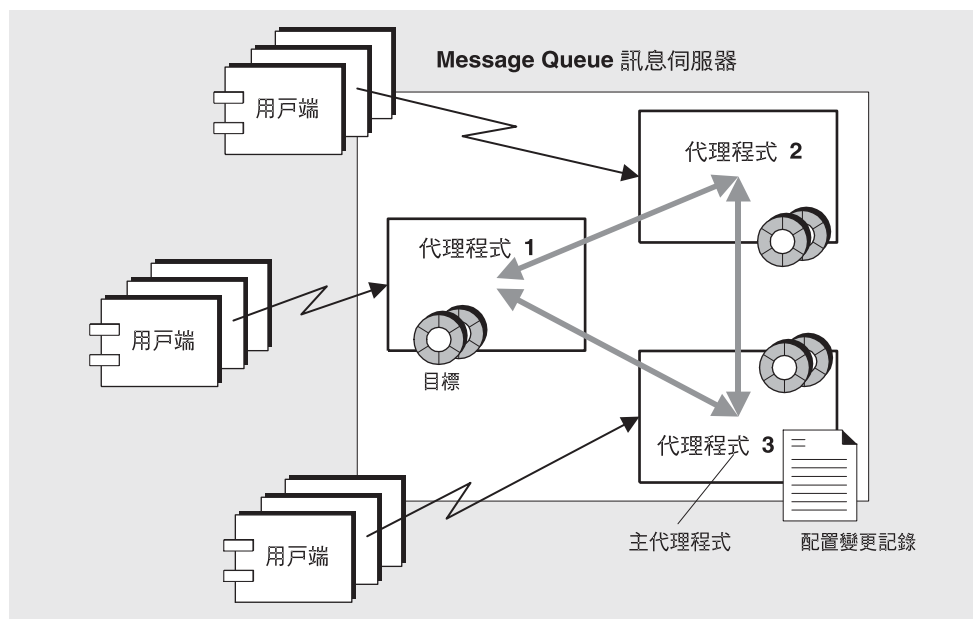 Message Queue 訊息伺服器
用戶端
代理程式 2
代理程式 1
用戶端
目標
代理程式 3
用戶端
主代理程式
配置變更記錄